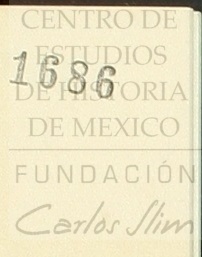 CENTRO DE
ESTUDIOS
1686
DE HISTORIA
DE MEXICO
FUNDACIÓN
Carlos Slim